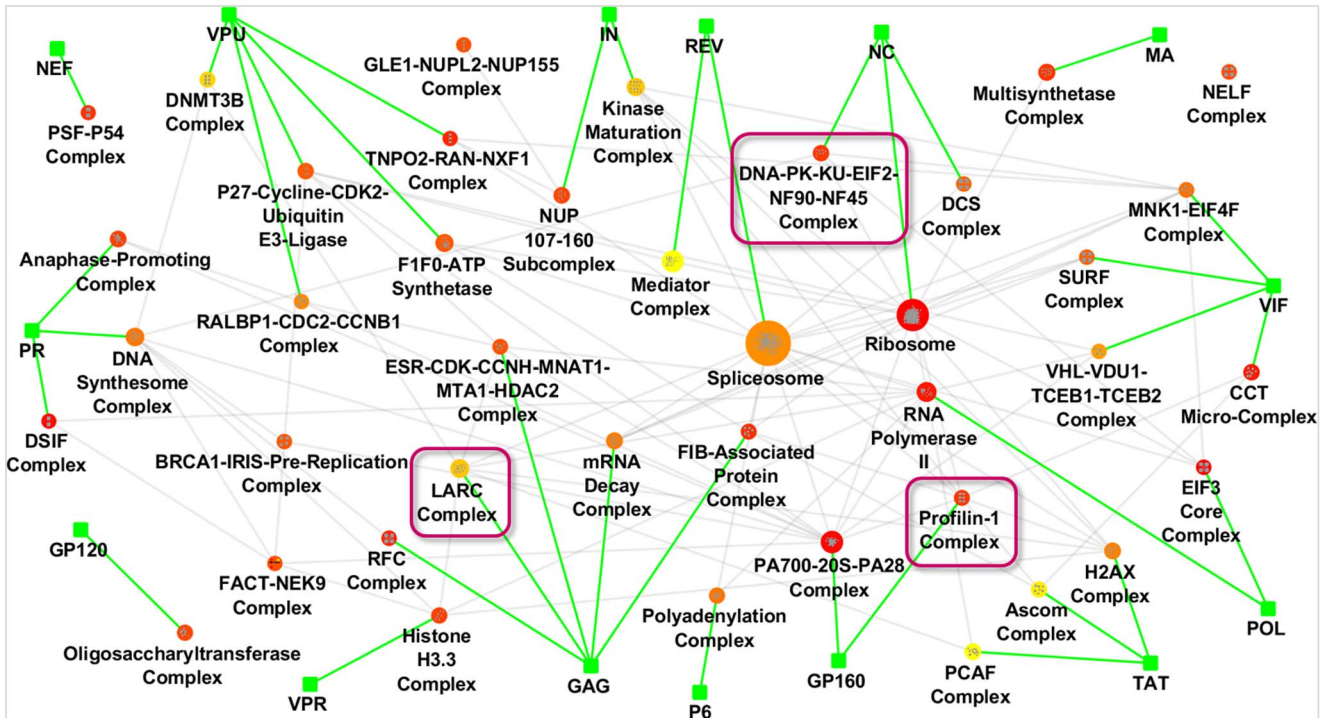 VPU
IN
REV
NC
MA
NEF
GLE1-NUPL2-NUP155
Complex
DNMT3B
Complex
Kinase
Maturation
Complex
Multisynthetase
Complex
NELF
Complex
PSF-P54
Complex
TNPO2-RAN-NXF1
Complex
DNA-PK-KU-EIF2-
NF90-NF45
Complex
P27-Cycline-CDK2-
Ubiquitin
E3-Ligase
NUP
107-160
Subcomplex
DCS
Complex
MNK1-EIF4F
Complex
Anaphase-Promoting
Complex
F1F0-ATP
Synthetase
Mediator
Complex
SURF
Complex
VIF
RALBP1-CDC2-CCNB1
Complex
PR
DNA
Synthesome
Complex
ESR-CDK-CCNH-MNAT1-
MTA1-HDAC2
Complex
Spliceosome
Ribosome
VHL-VDU1-
TCEB1-TCEB2
Complex
CCT
Micro-Complex
RNA
Polymerase
II
DSIF
Complex
BRCA1-IRIS-Pre-Replication
Complex
LARC
Complex
mRNA
Decay
Complex
FIB-Associated
Protein
Complex
Profilin-1
Complex
EIF3
Core
Complex
GP120
RFC
Complex
FACT-NEK9
Complex
PA700-20S-PA28
Complex
H2AX
Complex
Ascom
Complex
Polyadenylation
Complex
POL
Oligosaccharyltransferase
Complex
Histone
H3.3
Complex
VPR
GAG
P6
GP160
PCAF
Complex
TAT